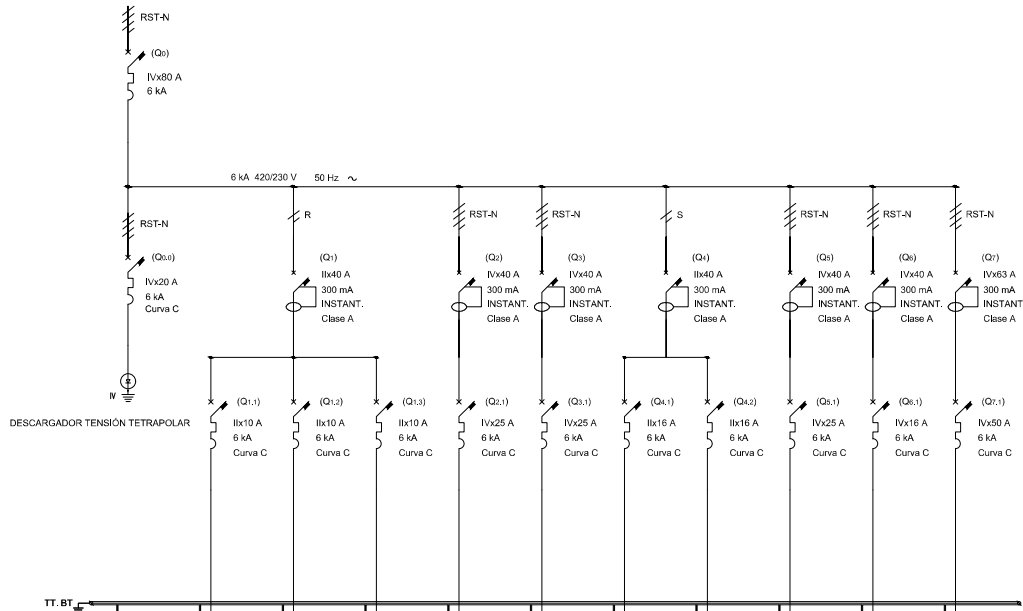 RST-N
(Q0)
IVx80 A
6 kA
6 kA 420/230 V 50 Hz ~
RST-N
R
RST-N
RST-N
S
RST-N
RST-N
RST-N
(Q0.0)
IVx20 A
6 kA
Curva C
(Q1)
IIx40 A
300 mA
INSTANT.
Clase A
(Q2)
IVx40 A
300 mA
INSTANT.
Clase A
(Q3)
IVx40 A
300 mA
INSTANT.
Clase A
(Q4)
IIx40 A
300 mA
INSTANT.
Clase A
(Q5)
IVx40 A
300 mA
INSTANT.
Clase A
(Q6)
IVx40 A
300 mA
INSTANT.
Clase A
(Q7)
IVx63 A
300 mA
INSTANT.
Clase A
IV
DESCARGADOR TENSIÓN TETRAPOLAR
(Q1,1)
IIx10 A
6 kA
Curva C
(Q1,2)
IIx10 A
6 kA
Curva C
(Q1,3)
IIx10 A
6 kA
Curva C
(Q2,1)
IVx25 A
6 kA
Curva C
(Q3,1)
IVx25 A
6 kA
Curva C
(Q4,1)
IIx16 A
6 kA
Curva C
(Q4,2)
IIx16 A
6 kA
Curva C
(Q5,1)
IVx25 A
6 kA
Curva C
(Q6,1)
IVx16 A
6 kA
Curva C
(Q7,1)
IVx50 A
6 kA
Curva C
TT. BT